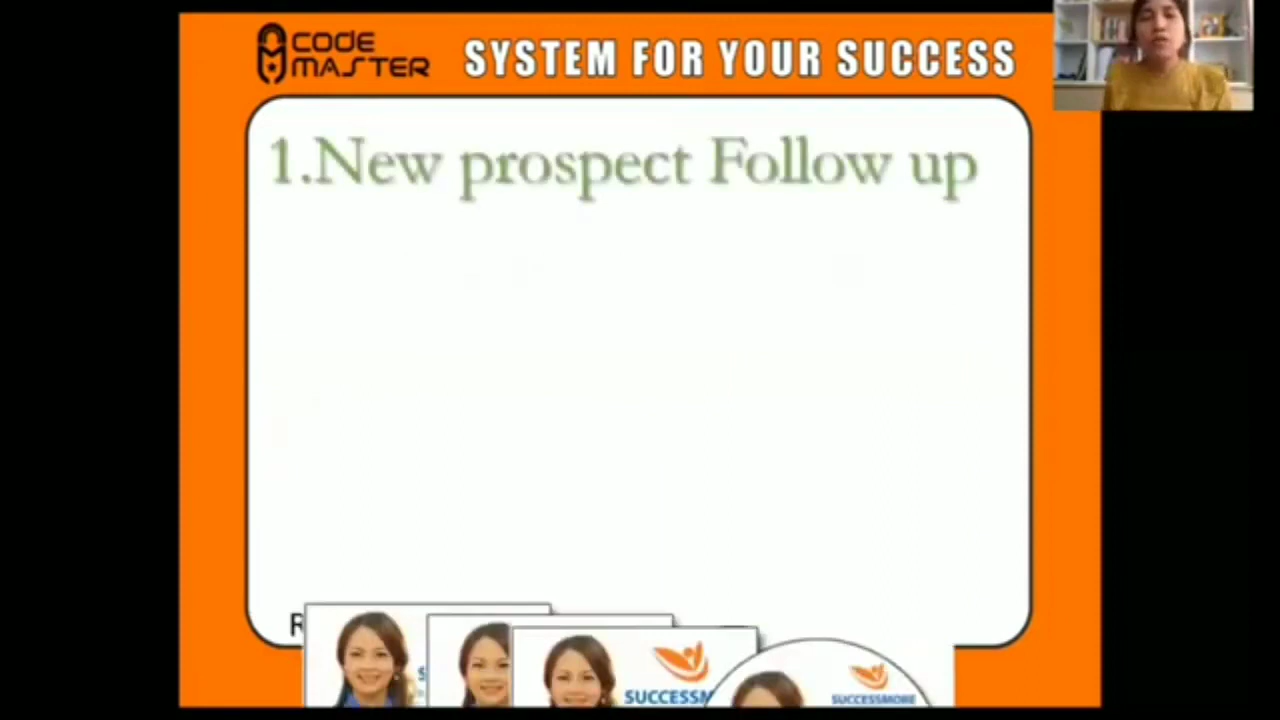 CODE
MASTER
SYSTEM FOR YOUR SUCCESS
1.New prospect Follow up
SUCCESSMORE